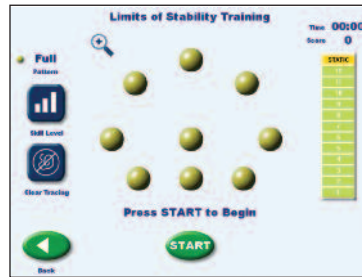 Limits of Stability Training
Time 00:00
Score 0
Full
Pattern
STATIC
Skill Level
Clear Tracing
Press START to Begin
START
Back